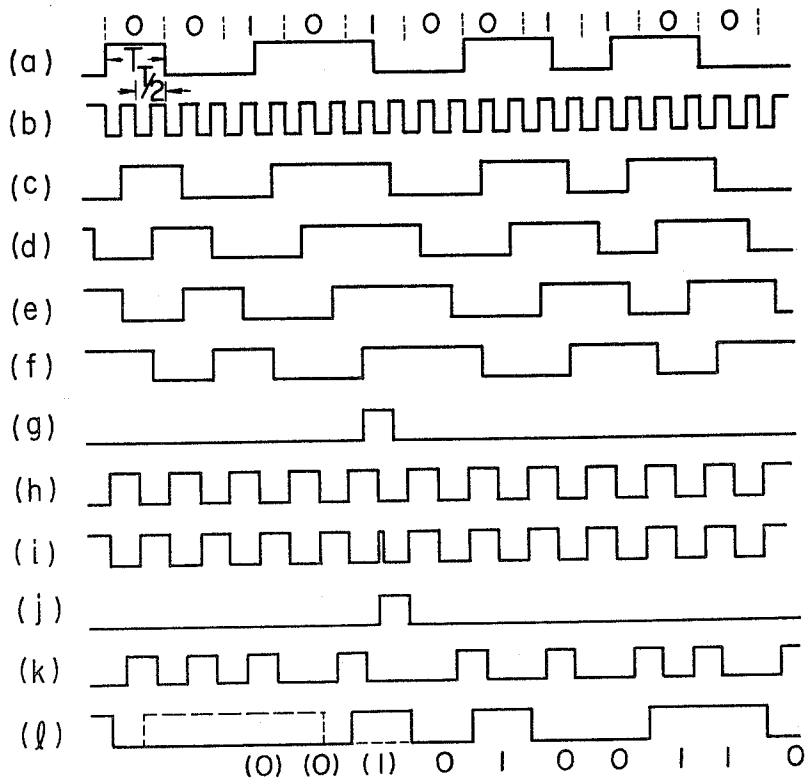 0 0 1 0 1 0 0 1 1 0 0
(a)
T
T/2
(b)
(c)
(d)
(e)
(f)
(g)
(h)
(i)
(j)
(k)
(ℓ)
(0) (0) (1) 0 1 0 0 1 1 0